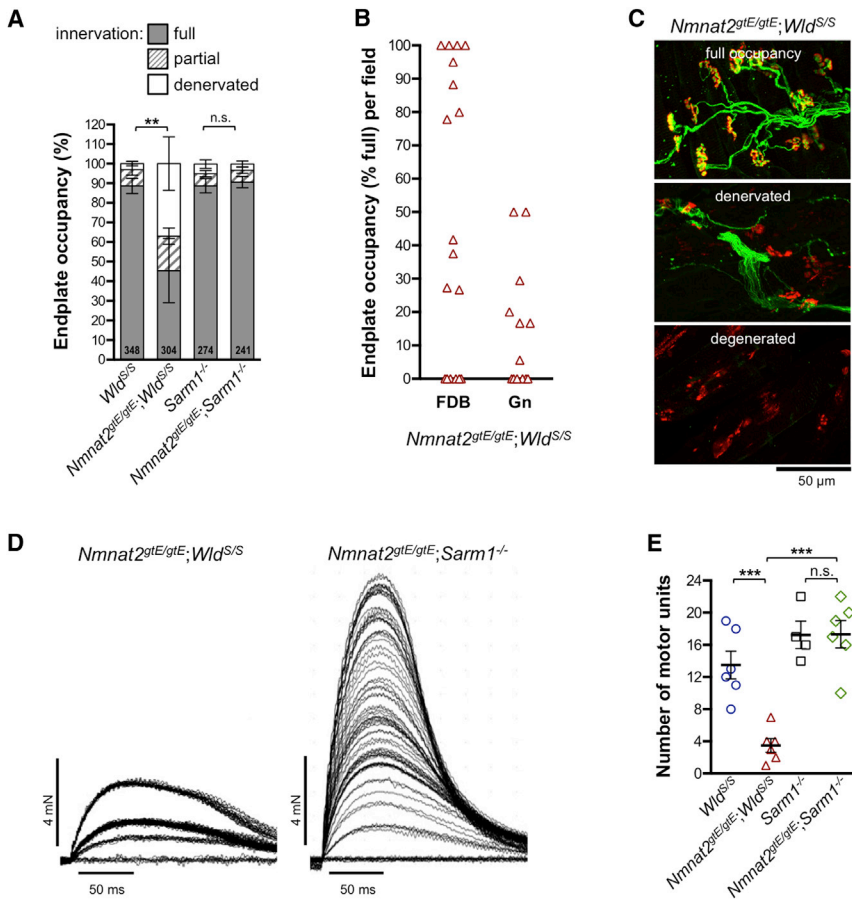 A
innervation:
full
partial
denervated
**
n.s.
Endplate occupancy (%)
120
110
100
90
80
70
60
50
40
30
20
10
0
348
304
274
241
Wld^S/S
Nmnat2^gtE/gtE;Wld^S/S
Sarm1^-/-
Nmnat2^gtE/gtE;Sarm1^-/-
B
Endplate occupancy (% full) per field
100
90
80
70
60
50
40
30
20
10
0
FDB
Gn
Nmnat2^gtE/gtE;Wld^S/S
C
Nmnat2^gtE/gtE;Wld^S/S
full occupancy
denervated
degenerated
50 µm
D
Nmnat2^gtE/gtE;Wld^S/S
Nmnat2^gtE/gtE;Sarm1^-/-
4 mN
50 ms
4 mN
50 ms
E
***
***
n.s.
Number of motor units
24
20
16
12
8
4
0
Wld^S/S
Nmnat2^gtE/gtE;Wld^S/S
Sarm1^-/-
Nmnat2^gtE/gtE;Sarm1^-/-